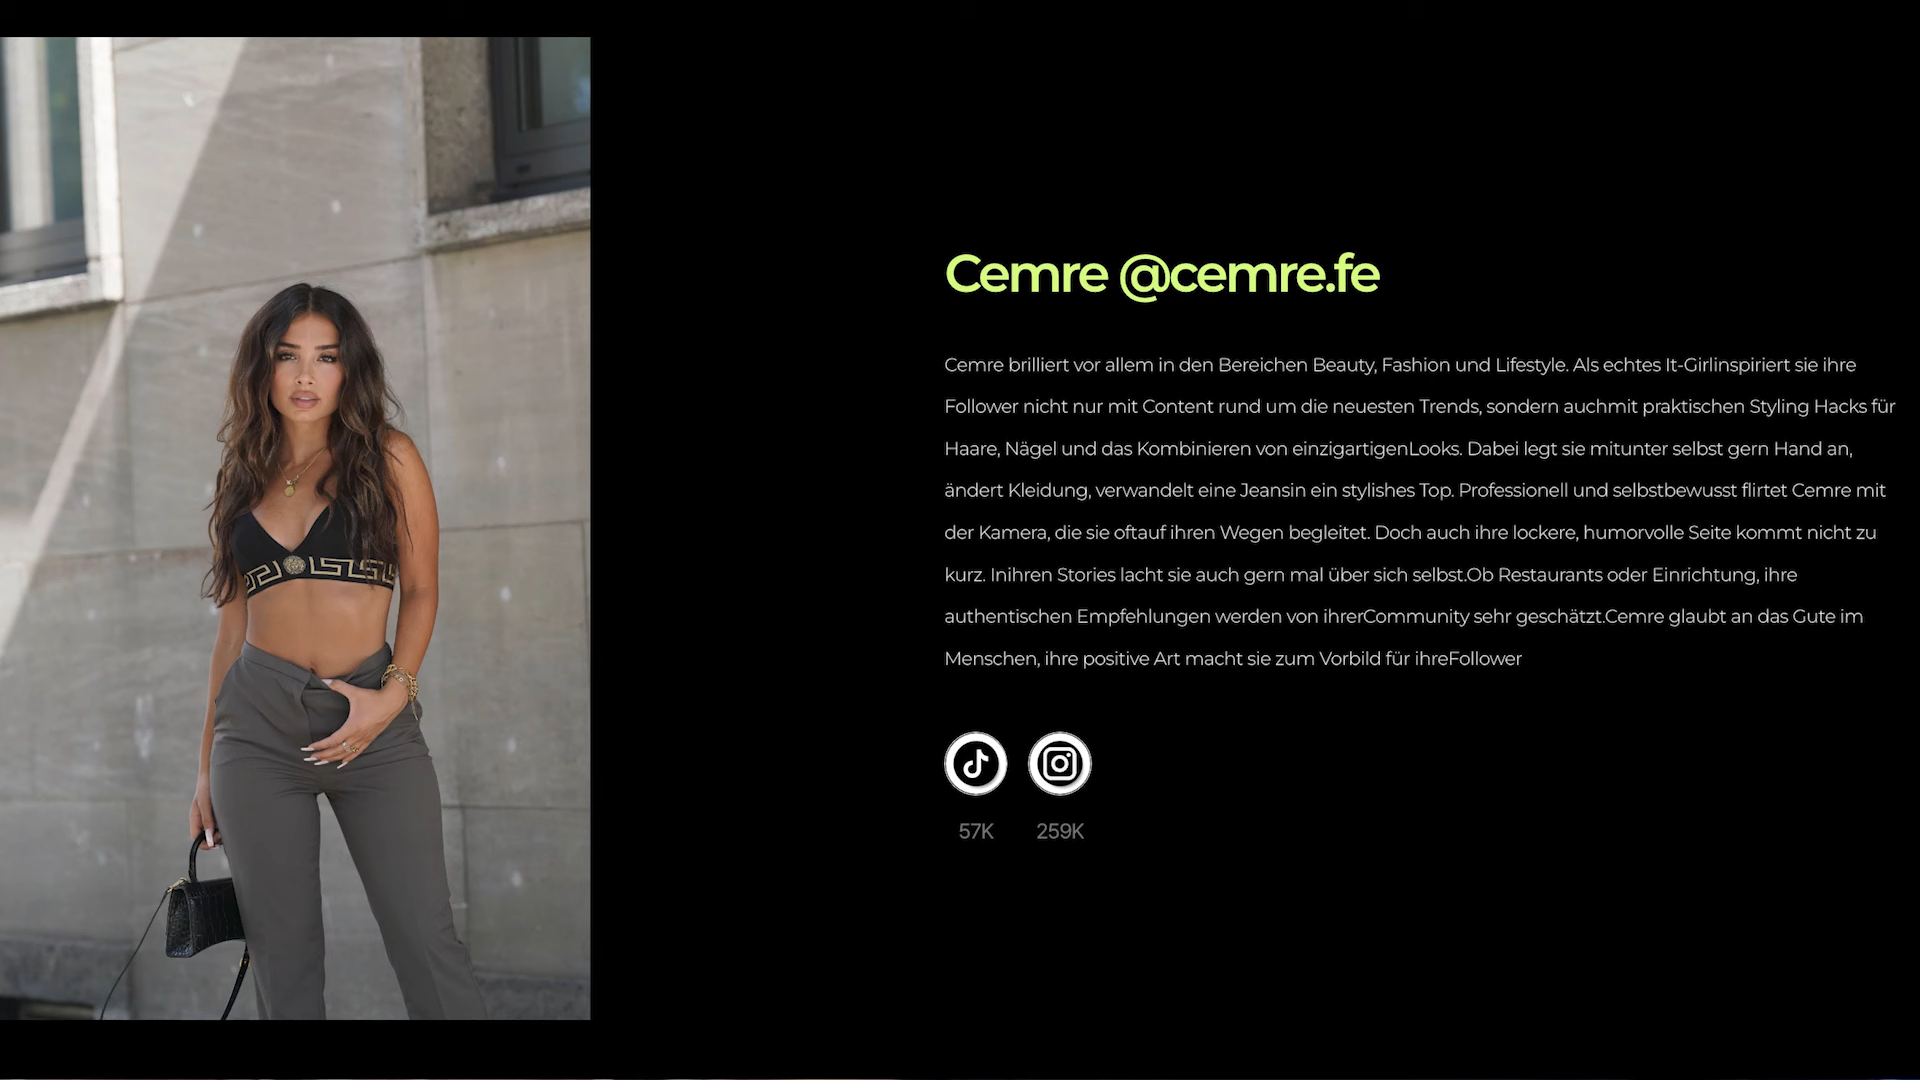 Cemre @cemre.fe
Cemre brilliert vor allem in den Bereichen Beauty, Fashion und Lifestyle. Als echtes It-Girlinspiriert sie ihre
Follower nicht nur mit Content rund um die neuesten Trends, sondern auchmit praktischen Styling Hacks für
Haare, Nägel und das Kombinieren von einzigartigenLooks. Dabei legt sie mitunter selbst gern Hand an,
ändert Kleidung, verwandelt eine Jeansin ein stylishes Top. Professionell und selbstbewusst flirtet Cemre mit
der Kamera, die sie oftauf ihren Wegen begleitet. Doch auch ihre lockere, humorvolle Seite kommt nicht zu
kurz. Inihren Stories lacht sie auch gern mal über sich selbst.Ob Restaurants oder Einrichtung, ihre
authentischen Empfehlungen werden von ihrerCommunity sehr geschätzt.Cemre glaubt an das Gute im
Menschen, ihre positive Art macht sie zum Vorbild für ihreFollower
57K 259K